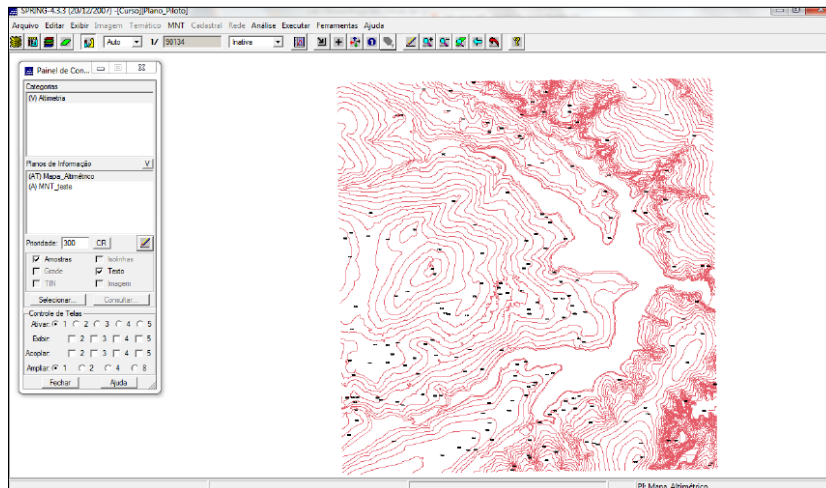 SPRING-4.3.3 (20/12/2007) -[Curso][Plano_Piloto]
Arquivo Editar Exibir Imagem Temático MNT Cadastral Rede Análise Executar Ferramentas Ajuda
Auto 1/ 90134 Inativa
Painel de Con...
Categorias
(V) Altimetria
Planos de Informação V
(AT) Mapa_Altimétrico
(A) MNT_texto
Prioridade: 300 CR
Amostras Isolinhas
Grade Texto
TIN Imagem
Selecionar... Consultar...
Controle de Telas
Ativar: 1 2 3 4 5
Exibir: 2 3 4 5
Acoplar: 2 3 4 5
Ampliar: 1 2 4 8
Fechar Ajuda
PI: Mapa_Altimétrico